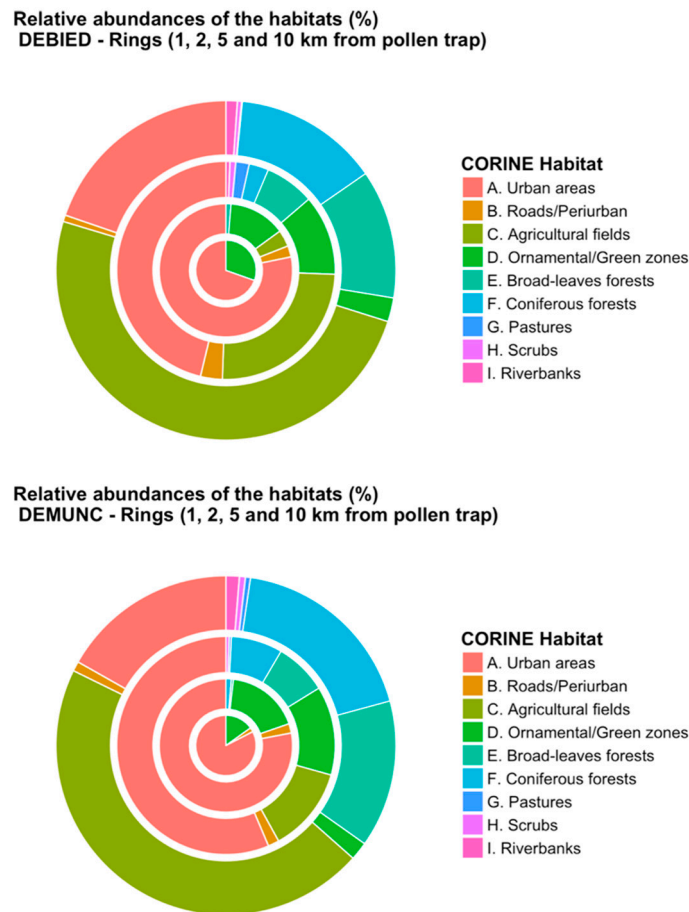 Relative abundances of the habitats (%)
DEBIED - Rings (1, 2, 5 and 10 km from pollen trap)
CORINE Habitat
A. Urban areas
B. Roads/Periurban
C. Agricultural fields
D. Ornamental/Green zones
E. Broad-leaves forests
F. Coniferous forests
G. Pastures
H. Scrubs
I. Riverbanks
Relative abundances of the habitats (%)
DEMUNC - Rings (1, 2, 5 and 10 km from pollen trap)
CORINE Habitat
A. Urban areas
B. Roads/Periurban
C. Agricultural fields
D. Ornamental/Green zones
E. Broad-leaves forests
F. Coniferous forests
G. Pastures
H. Scrubs
I. Riverbanks